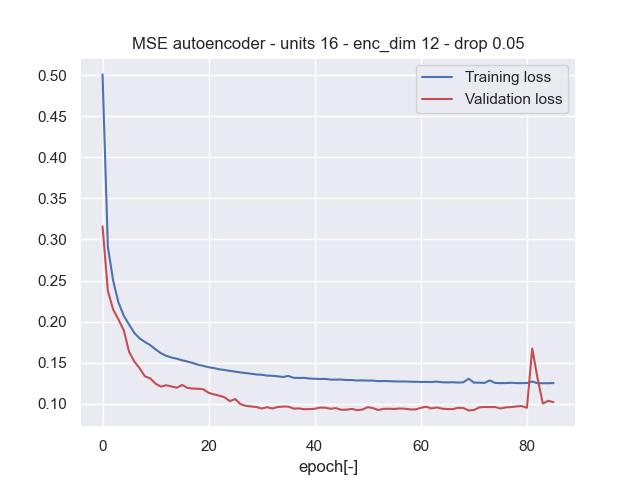 MSE autoencoder - units 16 - enc_dim 12 - drop 0.05
Training loss
Validation loss
0.50
0.45
0.40
0.35
0.30
0.25
0.20
0.15
0.10
0 20 40 60 80
epoch[-]